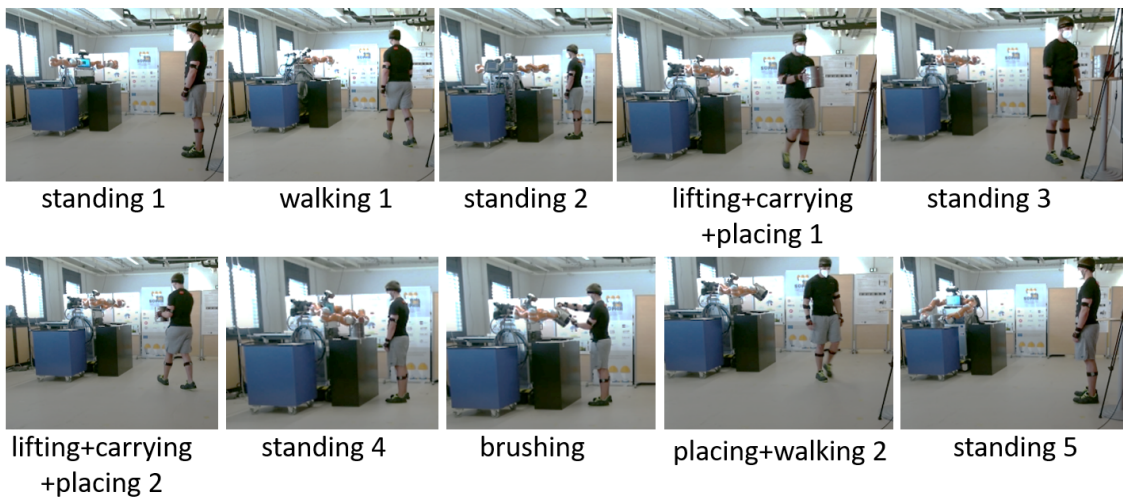 standing 1
walking 1
standing 2
lifting+carrying
+placing 1
standing 3
lifting+carrying
+placing 2
standing 4
brushing
placing+walking 2
standing 5